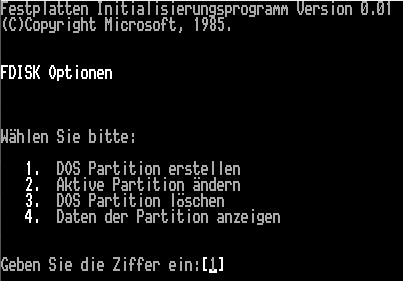 Festplatten Initialisierungsprogramm Version 0.01
(C)Copyright Microsoft, 1985.
FDISK Optionen
Wählen Sie bitte:
1. DOS Partition erstellen
2. Aktive Partition ändern
3. DOS Partition löschen
4. Daten der Partition anzeigen
Geben Sie die Ziffer ein:[1]